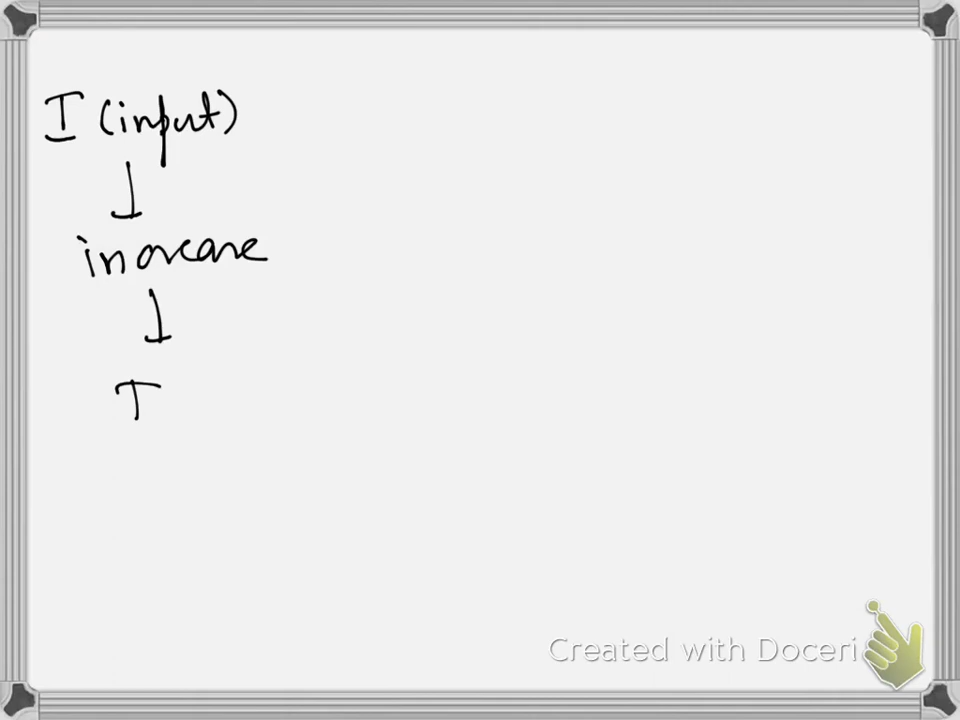 I (input)
↓
increase
↓
T
Created with Doceri